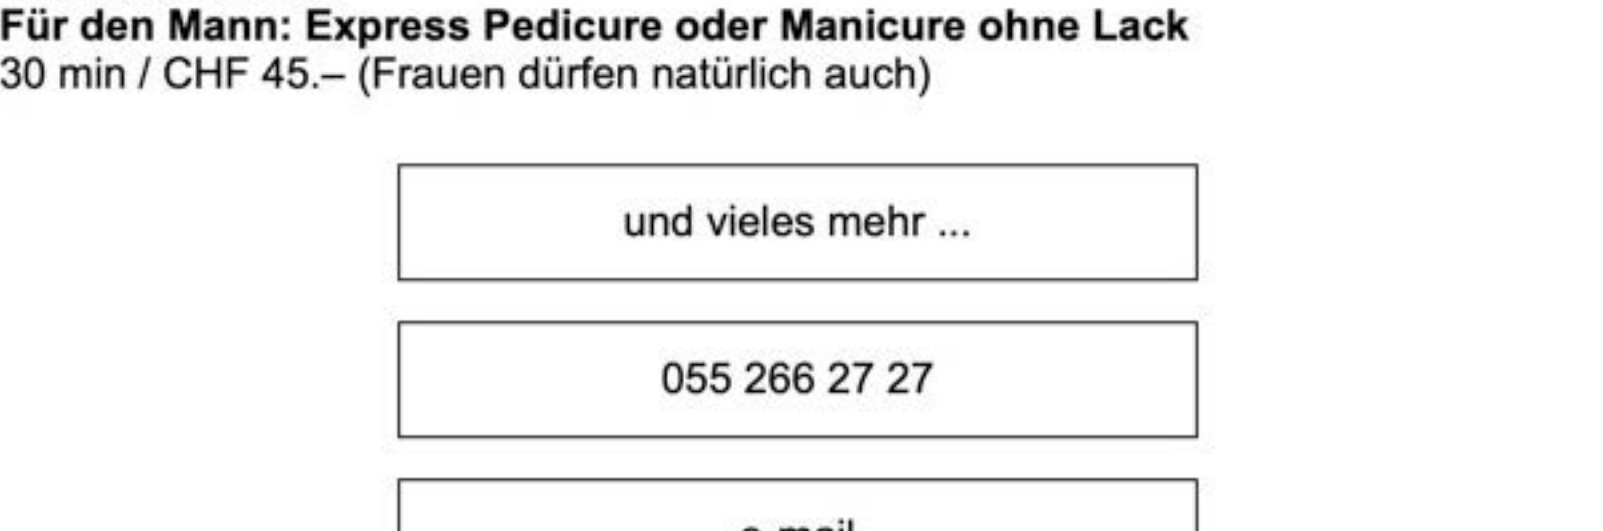 Für den Mann: Express Pedicure oder Manicure ohne Lack
30 min / CHF 45.– (Frauen dürfen natürlich auch)
und vieles mehr ...
055 266 27 27
e-mail